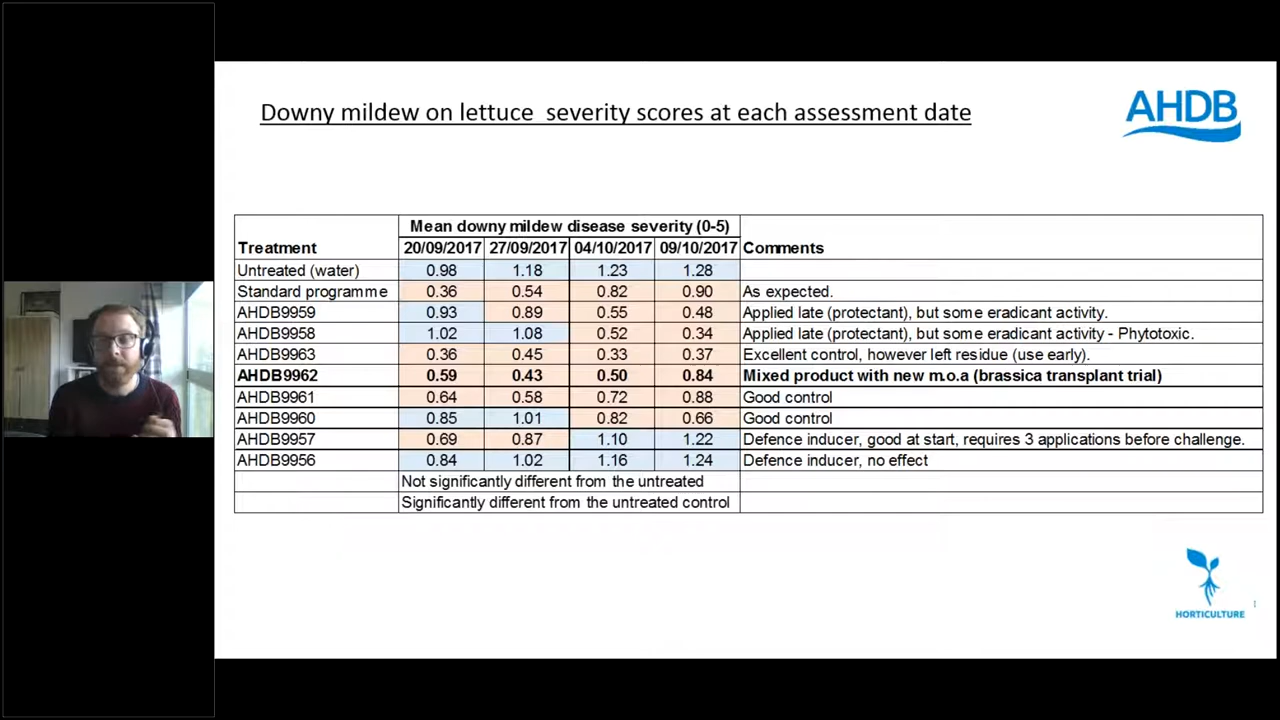 Downy mildew on lettuce severity scores at each assessment date
AHDB
Mean downy mildew disease severity (0-5)
Treatment 20/09/2017 27/09/2017 04/10/2017 09/10/2017 Comments
Untreated (water) 0.98 1.18 1.23 1.28
Standard programme 0.36 0.54 0.82 0.90 As expected.
AHDB9959 0.93 0.89 0.55 0.48 Applied late (protectant), but some eradicant activity.
AHDB9958 1.02 1.08 0.52 0.34 Applied late (protectant), but some eradicant activity - Phytotoxic.
AHDB9963 0.36 0.45 0.33 0.37 Excellent control, however left residue (use early).
AHDB9962 0.59 0.43 0.50 0.84 Mixed product with new m.o.a (brassica transplant trial)
AHDB9961 0.64 0.58 0.72 0.88 Good control
AHDB9960 0.85 1.01 0.82 0.66 Good control
AHDB9957 0.69 0.87 1.10 1.22 Defence inducer, good at start, requires 3 applications before challenge.
AHDB9956 0.84 1.02 1.16 1.24 Defence inducer, no effect
Not significantly different from the untreated
Significantly different from the untreated control
HORTICULTURE